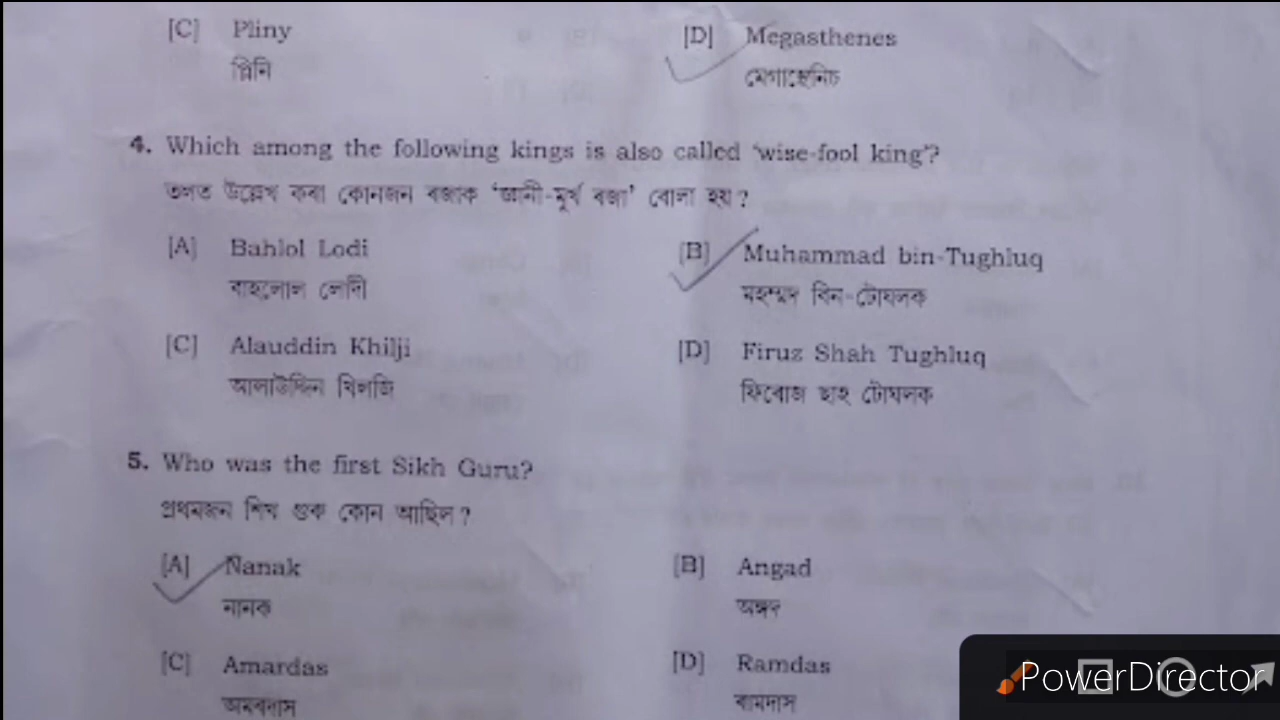 [C] Pliny [D] Megasthenes
প্লিনি মেগাস্থেনিচ
4. Which among the following kings is also called 'wise-fool king'?
তলত উল্লেখ কৰা কোনজন ৰজাক 'জ্ঞানী-মূৰ্খ ৰজা' বোলা হয়?
[A] Bahlol Lodi [B] Muhammad bin-Tughluq
বাহলোল লোদী মহম্মদ বিন-টোঘলক
[C] Alauddin Khilji [D] Firuz Shah Tughluq
আলাউদ্দিন খিলজি ফিৰোজ ছাহ টোঘলক
5. Who was the first Sikh Guru?
প্ৰথমজন শিখ গুৰু কোন আছিল?
[A] Nanak [B] Angad
নানক অঙ্গদ
[C] Amardas [D] Ramdas
অমৰদাস ৰামদাস
PowerDirector